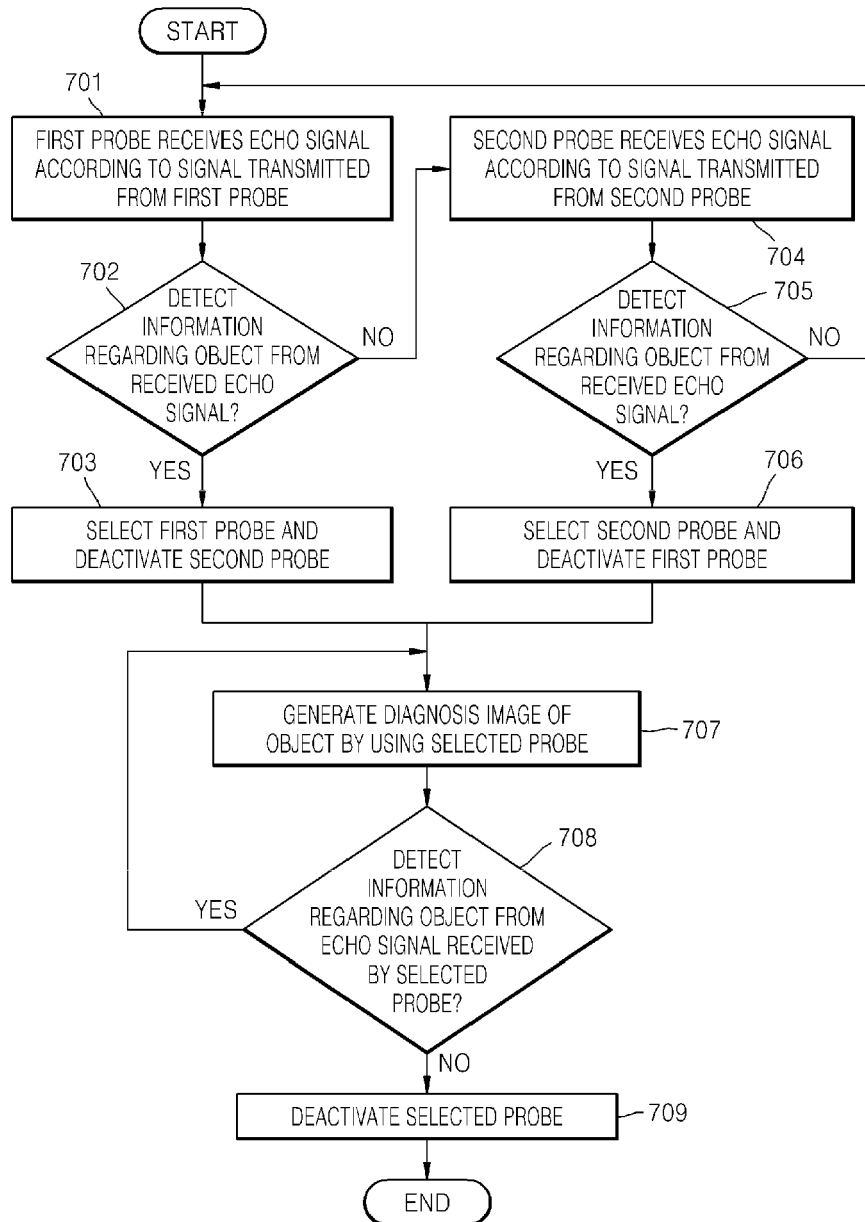 START
701
FIRST PROBE RECEIVES ECHO SIGNAL
ACCORDING TO SIGNAL TRANSMITTED
FROM FIRST PROBE
SECOND PROBE RECEIVES ECHO SIGNAL
ACCORDING TO SIGNAL TRANSMITTED
FROM SECOND PROBE
704
702
DETECT
INFORMATION
REGARDING OBJECT FROM
RECEIVED ECHO
SIGNAL?
NO
YES
705
DETECT
INFORMATION
REGARDING OBJECT FROM
RECEIVED ECHO
SIGNAL?
NO
YES
703
SELECT FIRST PROBE AND
DEACTIVATE SECOND PROBE
706
SELECT SECOND PROBE AND
DEACTIVATE FIRST PROBE
GENERATE DIAGNOSIS IMAGE OF
OBJECT BY USING SELECTED PROBE
707
708
DETECT
INFORMATION
REGARDING OBJECT FROM
ECHO SIGNAL RECEIVED
BY SELECTED
PROBE?
YES
NO
DEACTIVATE SELECTED PROBE
709
END